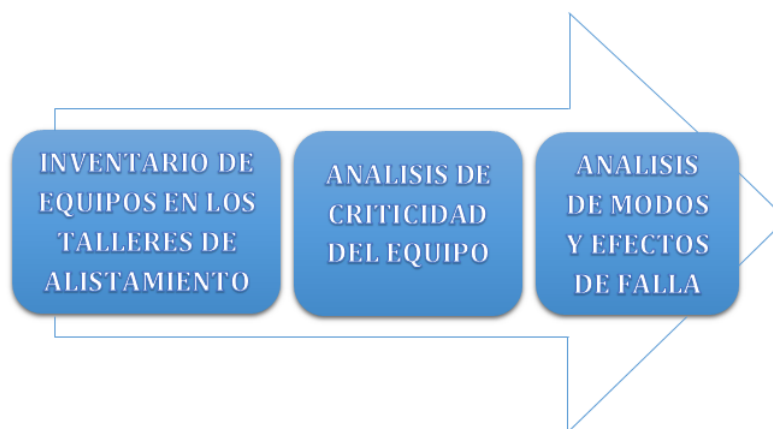 INVENTARIO DE
EQUIPOS EN LOS
TALLERES DE
ALISTAMIENTO
ANALISIS DE
CRITICIDAD
DEL EQUIPO
ANALISIS
DE MODOS
Y EFECTOS
DE FALLA